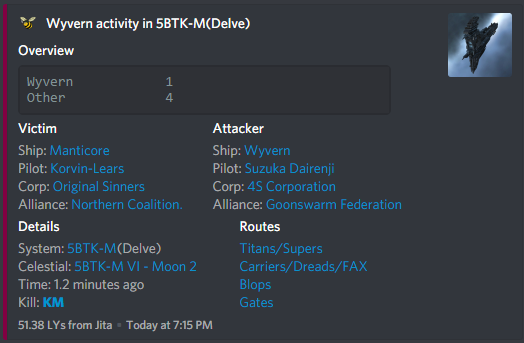 Wyvern activity in 5BTK-M(Delve)
Overview
Wyvern 1
Other 4
Victim
Ship: Manticore
Pilot: Korvin-Lears
Corp: Original Sinners
Alliance: Northern Coalition.
Attacker
Ship: Wyvern
Pilot: Suzuka Dairenji
Corp: 4S Corporation
Alliance: Goonswarm Federation
Details
System: 5BTK-M(Delve)
Celestial: 5BTK-M VI - Moon 2
Time: 1.2 minutes ago
Kill: KM
Routes
Titans/Supers
Carriers/Dreads/FAX
Blops
Gates
51.38 LYs from Jita • Today at 7:15 PM